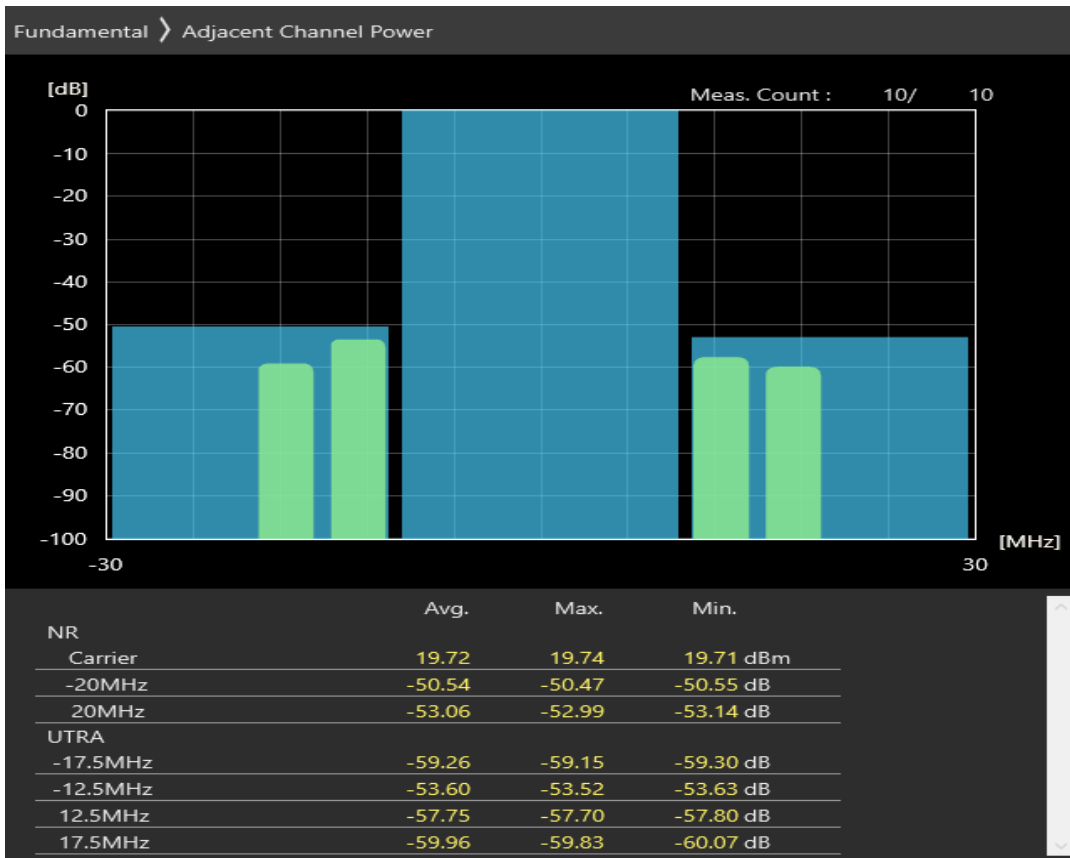 Fundamental 》 Adjacent Channel Power
[dB]
Meas. Count : 10/ 10
0
-10
-20
-30
-40
-50
-60
-70
-80
-90
-100
[MHz]
-30 30
Avg. Max. Min.
NR
Carrier 19.72 19.74 19.71 dBm
-20MHz -50.54 -50.47 -50.55 dB
20MHz -53.06 -52.99 -53.14 dB
UTRA
-17.5MHz -59.26 -59.15 -59.30 dB
-12.5MHz -53.60 -53.52 -53.63 dB
12.5MHz -57.75 -57.70 -57.80 dB
17.5MHz -59.96 -59.83 -60.07 dB